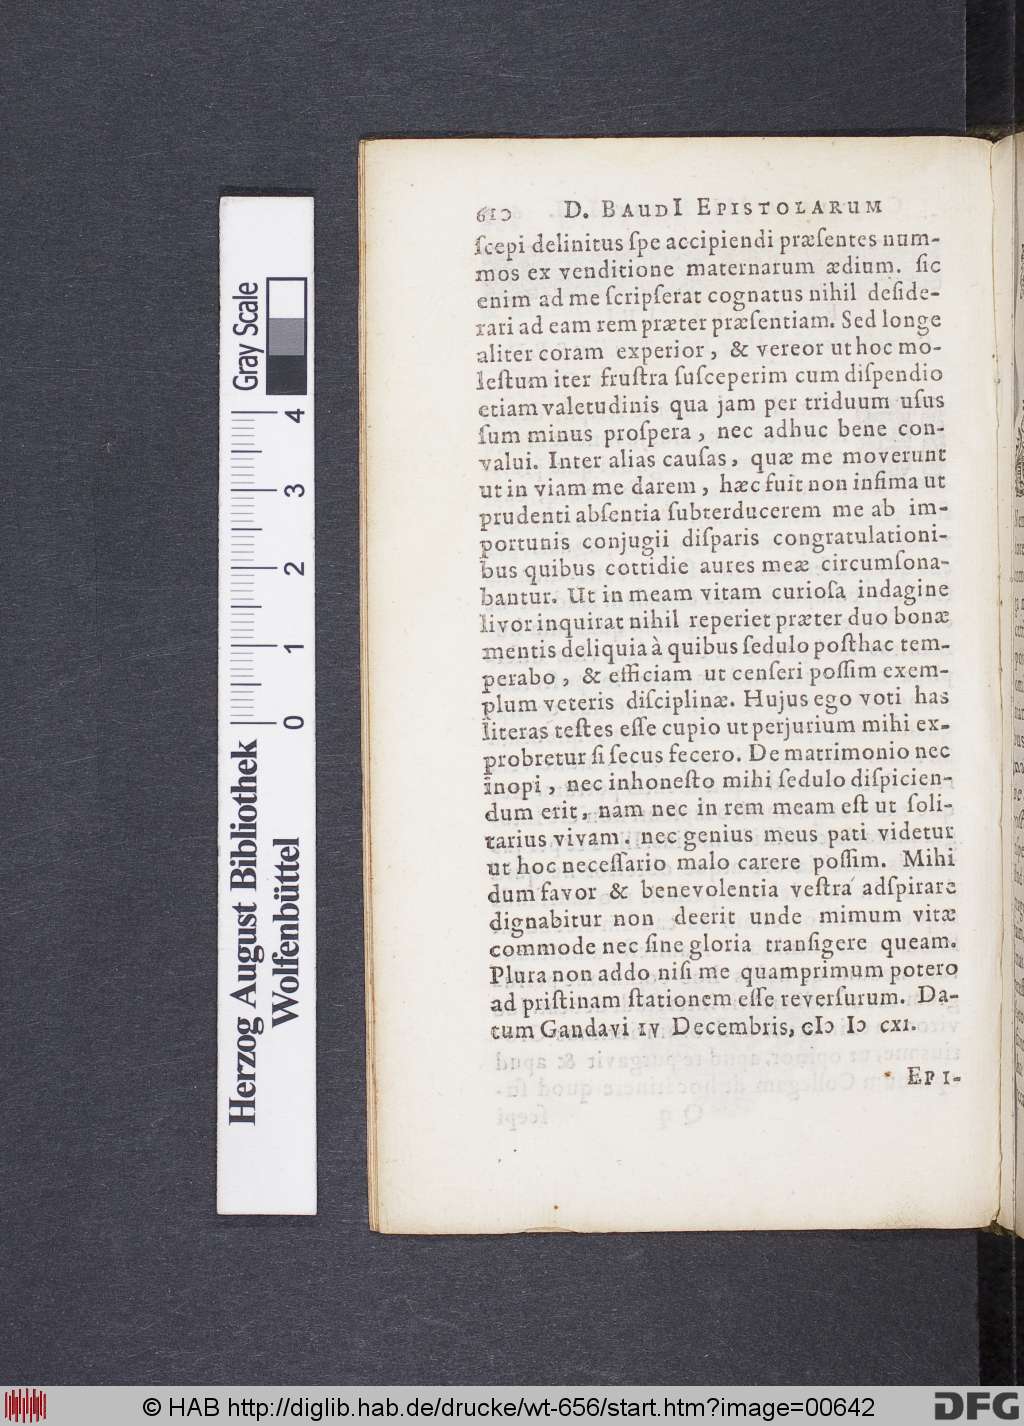 610 D. BAUDI EPISTOLARUM
ſcepi delinitus ſpe accipiendi præſentes num-
mos ex venditione maternarum ædium. ſic
enim ad me ſcripſerat cognatus nihil deſide-
rari ad eam rem præter præſentiam. Sed longe
aliter coram experior, & vereor ut hoc mo-
leſtum iter fruſtra ſuſceperim cum diſpendio
etiam valetudinis qua jam per triduum uſus
ſum minus proſpera, nec adhuc bene con-
valui. Inter alias cauſas, quæ me moverunt
ut in viam me darem, hæc fuit non infima ut
prudenti abſentia ſubterducerem me ab im-
portunis conjugii diſparis congratulationi-
bus quibus cottidie aures meæ circumſona-
bantur. Ut in meam vitam curioſa indagine
livor inquirat nihil reperiet præter duo bonæ
mentis deliquia à quibus ſedulo poſthac tem-
perabo, & efficiam ut cenſeri poſſim exem-
plum veteris diſciplinæ. Hujus ego voti has
literas teſtes eſſe cupio ut perjurium mihi ex-
probretur ſi ſecus fecero. De matrimonio nec
inopi, nec inhoneſto mihi ſedulo diſpicien-
dum erit, nam nec in rem meam eſt ut ſoli-
tarius vivam. nec genius meus pati videtur
ut hoc neceſſario malo carere poſſim. Mihi
dum favor & benevolentia veſtra adſpirare
dignabitur non deerit unde mimum vitæ
commode nec ſine gloria tranſigere queam.
Plura non addo niſi me quamprimum potero
ad priſtinam ſtationem eſſe reverſurum. Da-
tum Gandavi IV Decembris, cIↃ IↃ CXI.
EPI-
Gray Scale
4
3
2
1
0
Herzog August Bibliothek
Wolfenbüttel
© HAB http://diglib.hab.de/drucke/wt-656/start.htm?image=00642
DFG